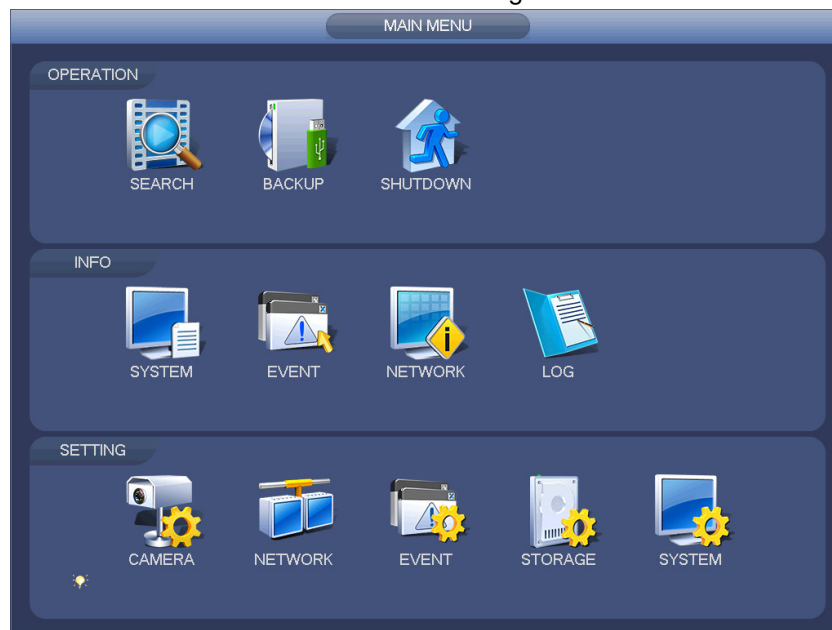 MAIN MENU
OPERATION
SEARCH BACKUP SHUTDOWN
INFO
SYSTEM EVENT NETWORK LOG
SETTING
CAMERA NETWORK EVENT STORAGE SYSTEM